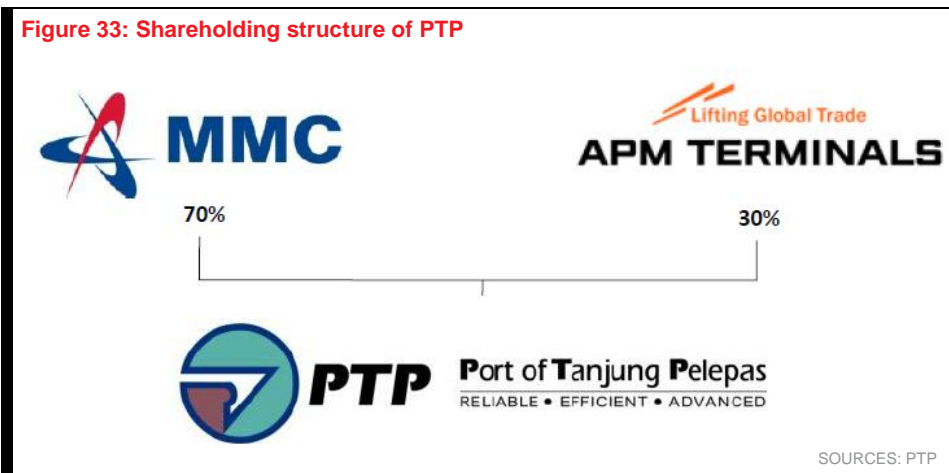 Figure 33: Shareholding structure of PTP
MMC
Lifting Global Trade
APM TERMINALS
70%
30%
PTP
Port of Tanjung Pelepas
RELIABLE • EFFICIENT • ADVANCED
SOURCES: PTP